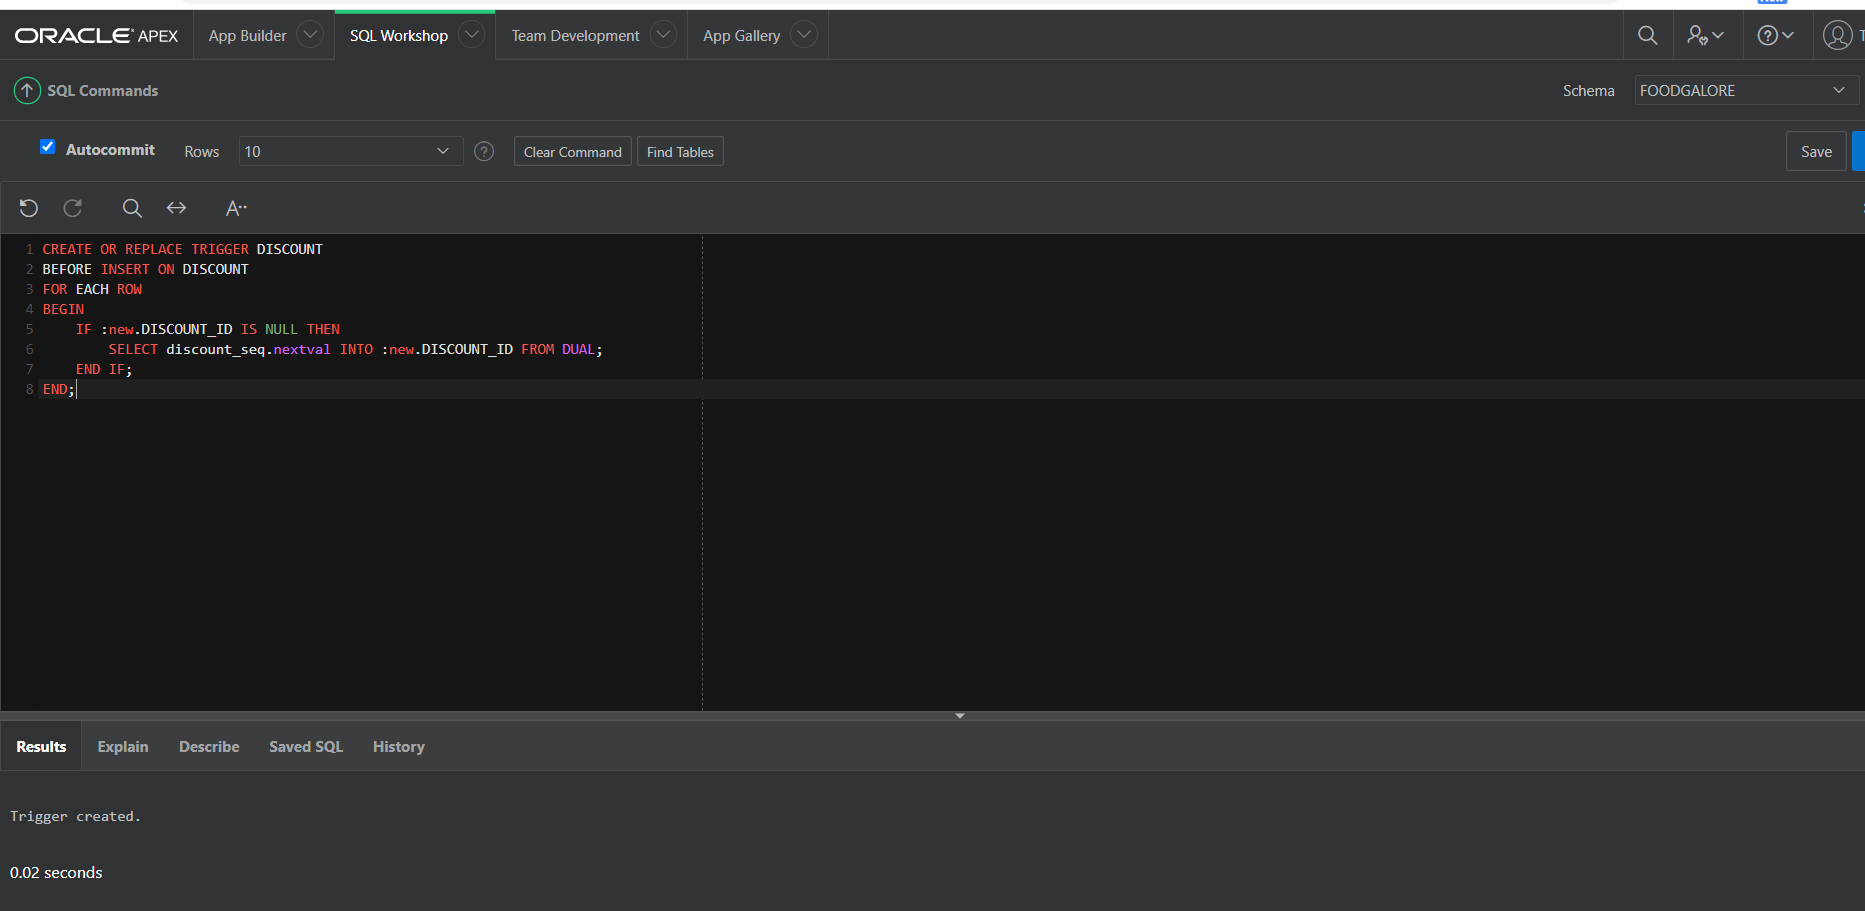 ORACLE APEX App Builder SQL Workshop Team Development App Gallery
SQL Commands Schema FOODGALORE
Autocommit Rows 10 Clear Command Find Tables Save
1 CREATE OR REPLACE TRIGGER DISCOUNT
2 BEFORE INSERT ON DISCOUNT
3 FOR EACH ROW
4 BEGIN
5 IF :new.DISCOUNT_ID IS NULL THEN
6 SELECT discount_seq.nextval INTO :new.DISCOUNT_ID FROM DUAL;
7 END IF;
8 END;
Results Explain Describe Saved SQL History
Trigger created.
0.02 seconds